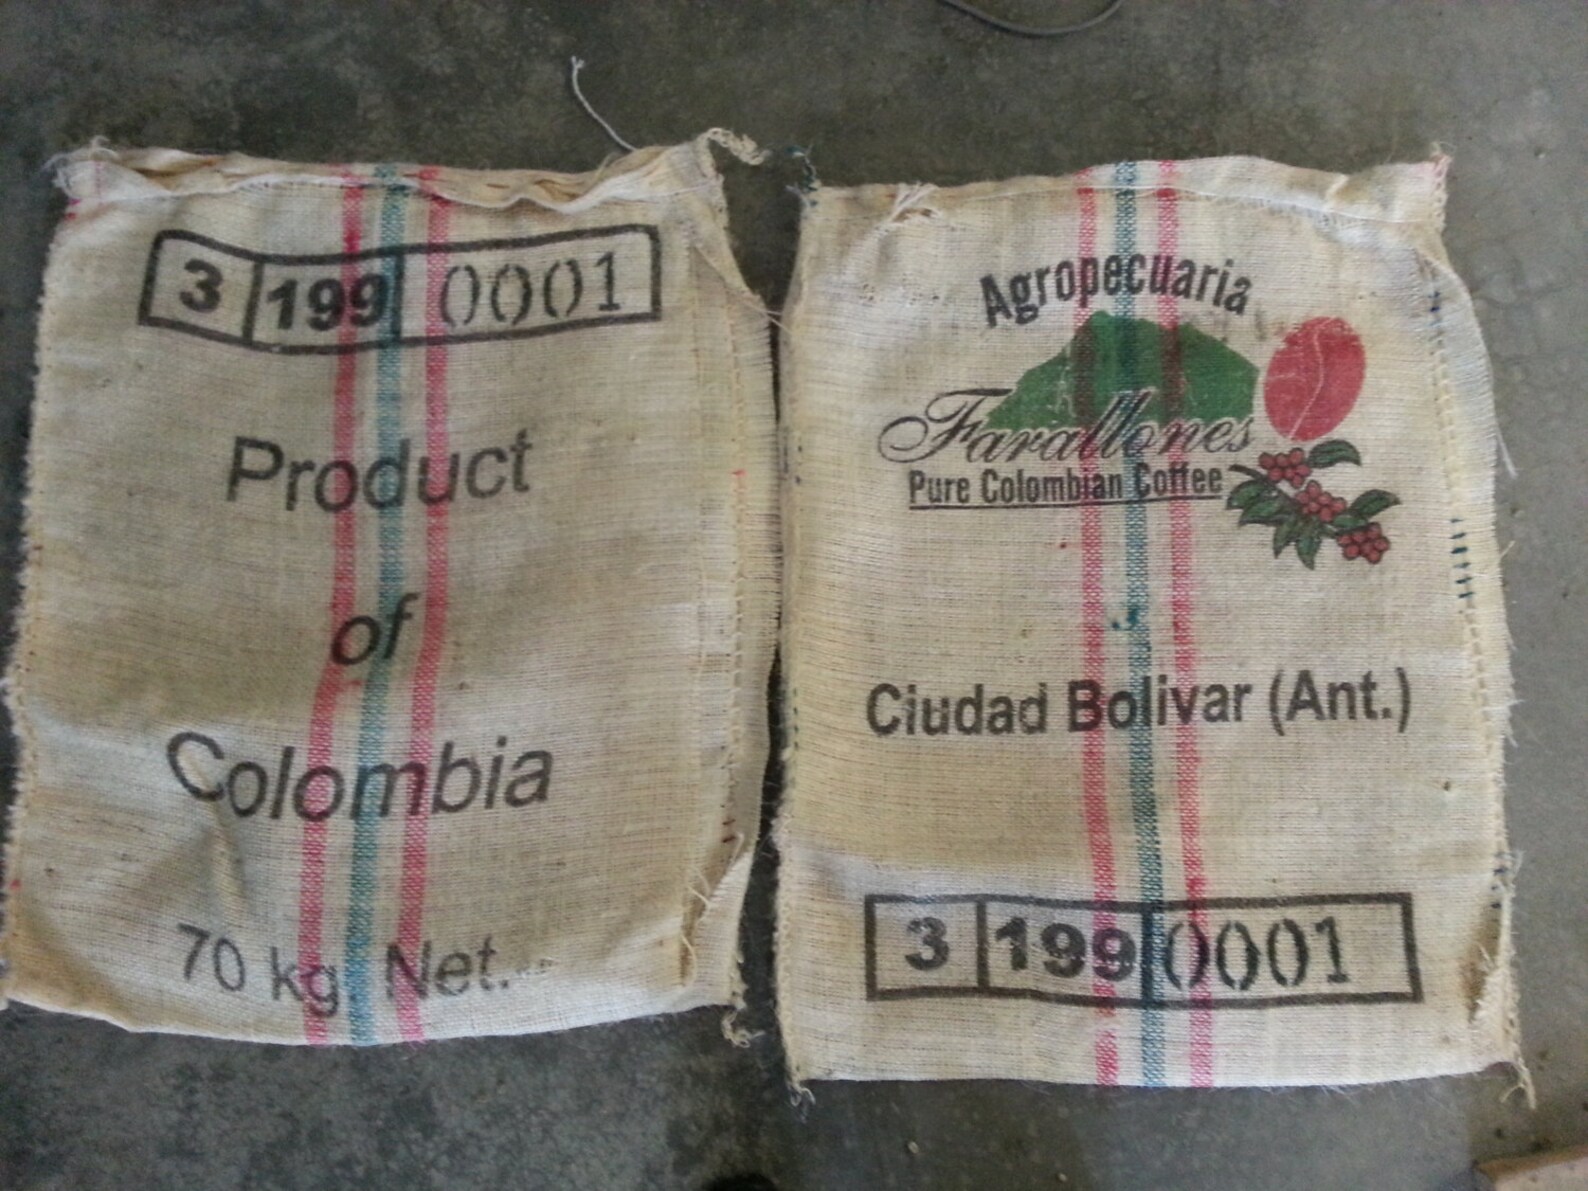 3 199 0001
Product
of
Colombia
70 kg. Net.
Agropecuaria
Farallones
Pure Colombian Coffee
Ciudad Bolivar (Ant.)
3 199 0001